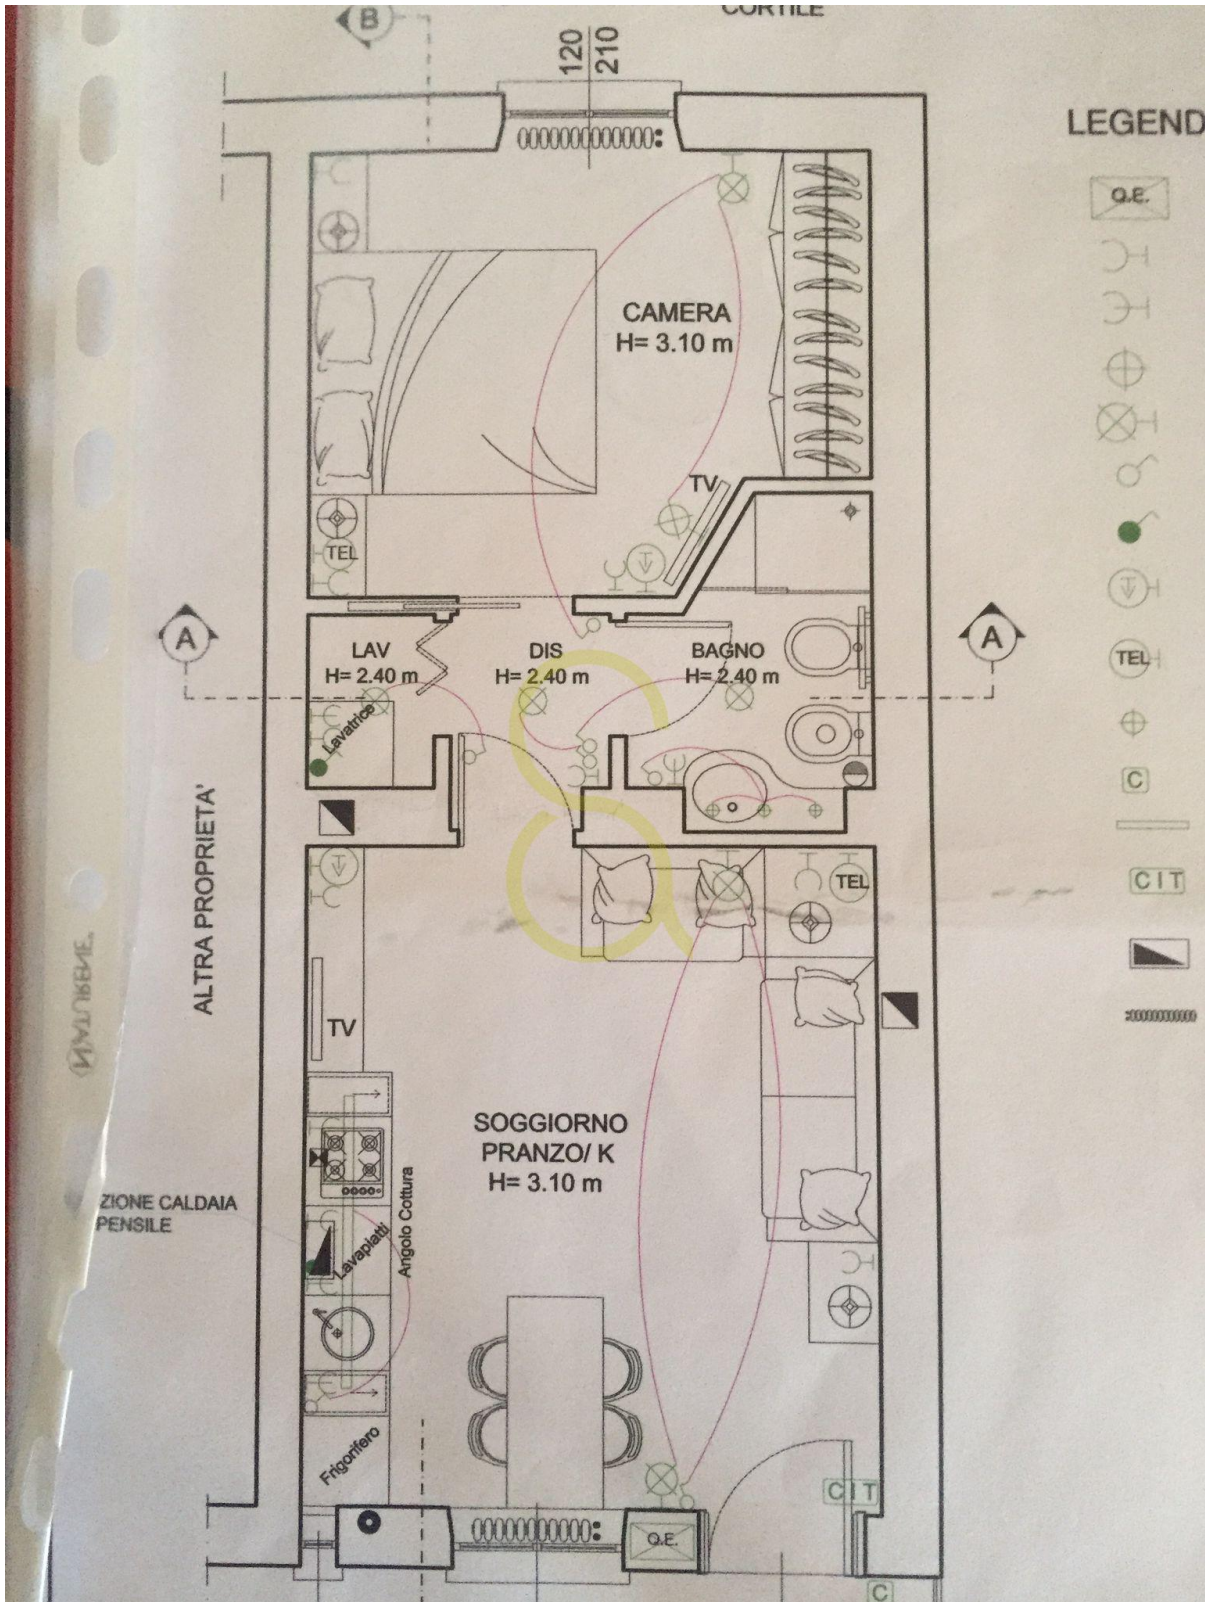 CORTILE
B
120
210
LEGEND
Q.E.
CAMERA
H= 3.10 m
TV
TEL
A
A
LAV
H= 2.40 m
DIS
H= 2.40 m
BAGNO
H= 2.40 m
TEL
Lavatrice
C
ALTRA PROPRIETA'
TEL
CIT
NATURENE.
TV
SOGGIORNO
PRANZO/ K
H= 3.10 m
Angolo Cottura
ZIONE CALDAIA
PENSILE
Lavapiatti
Frigorifero
CIT
Q.E.
C